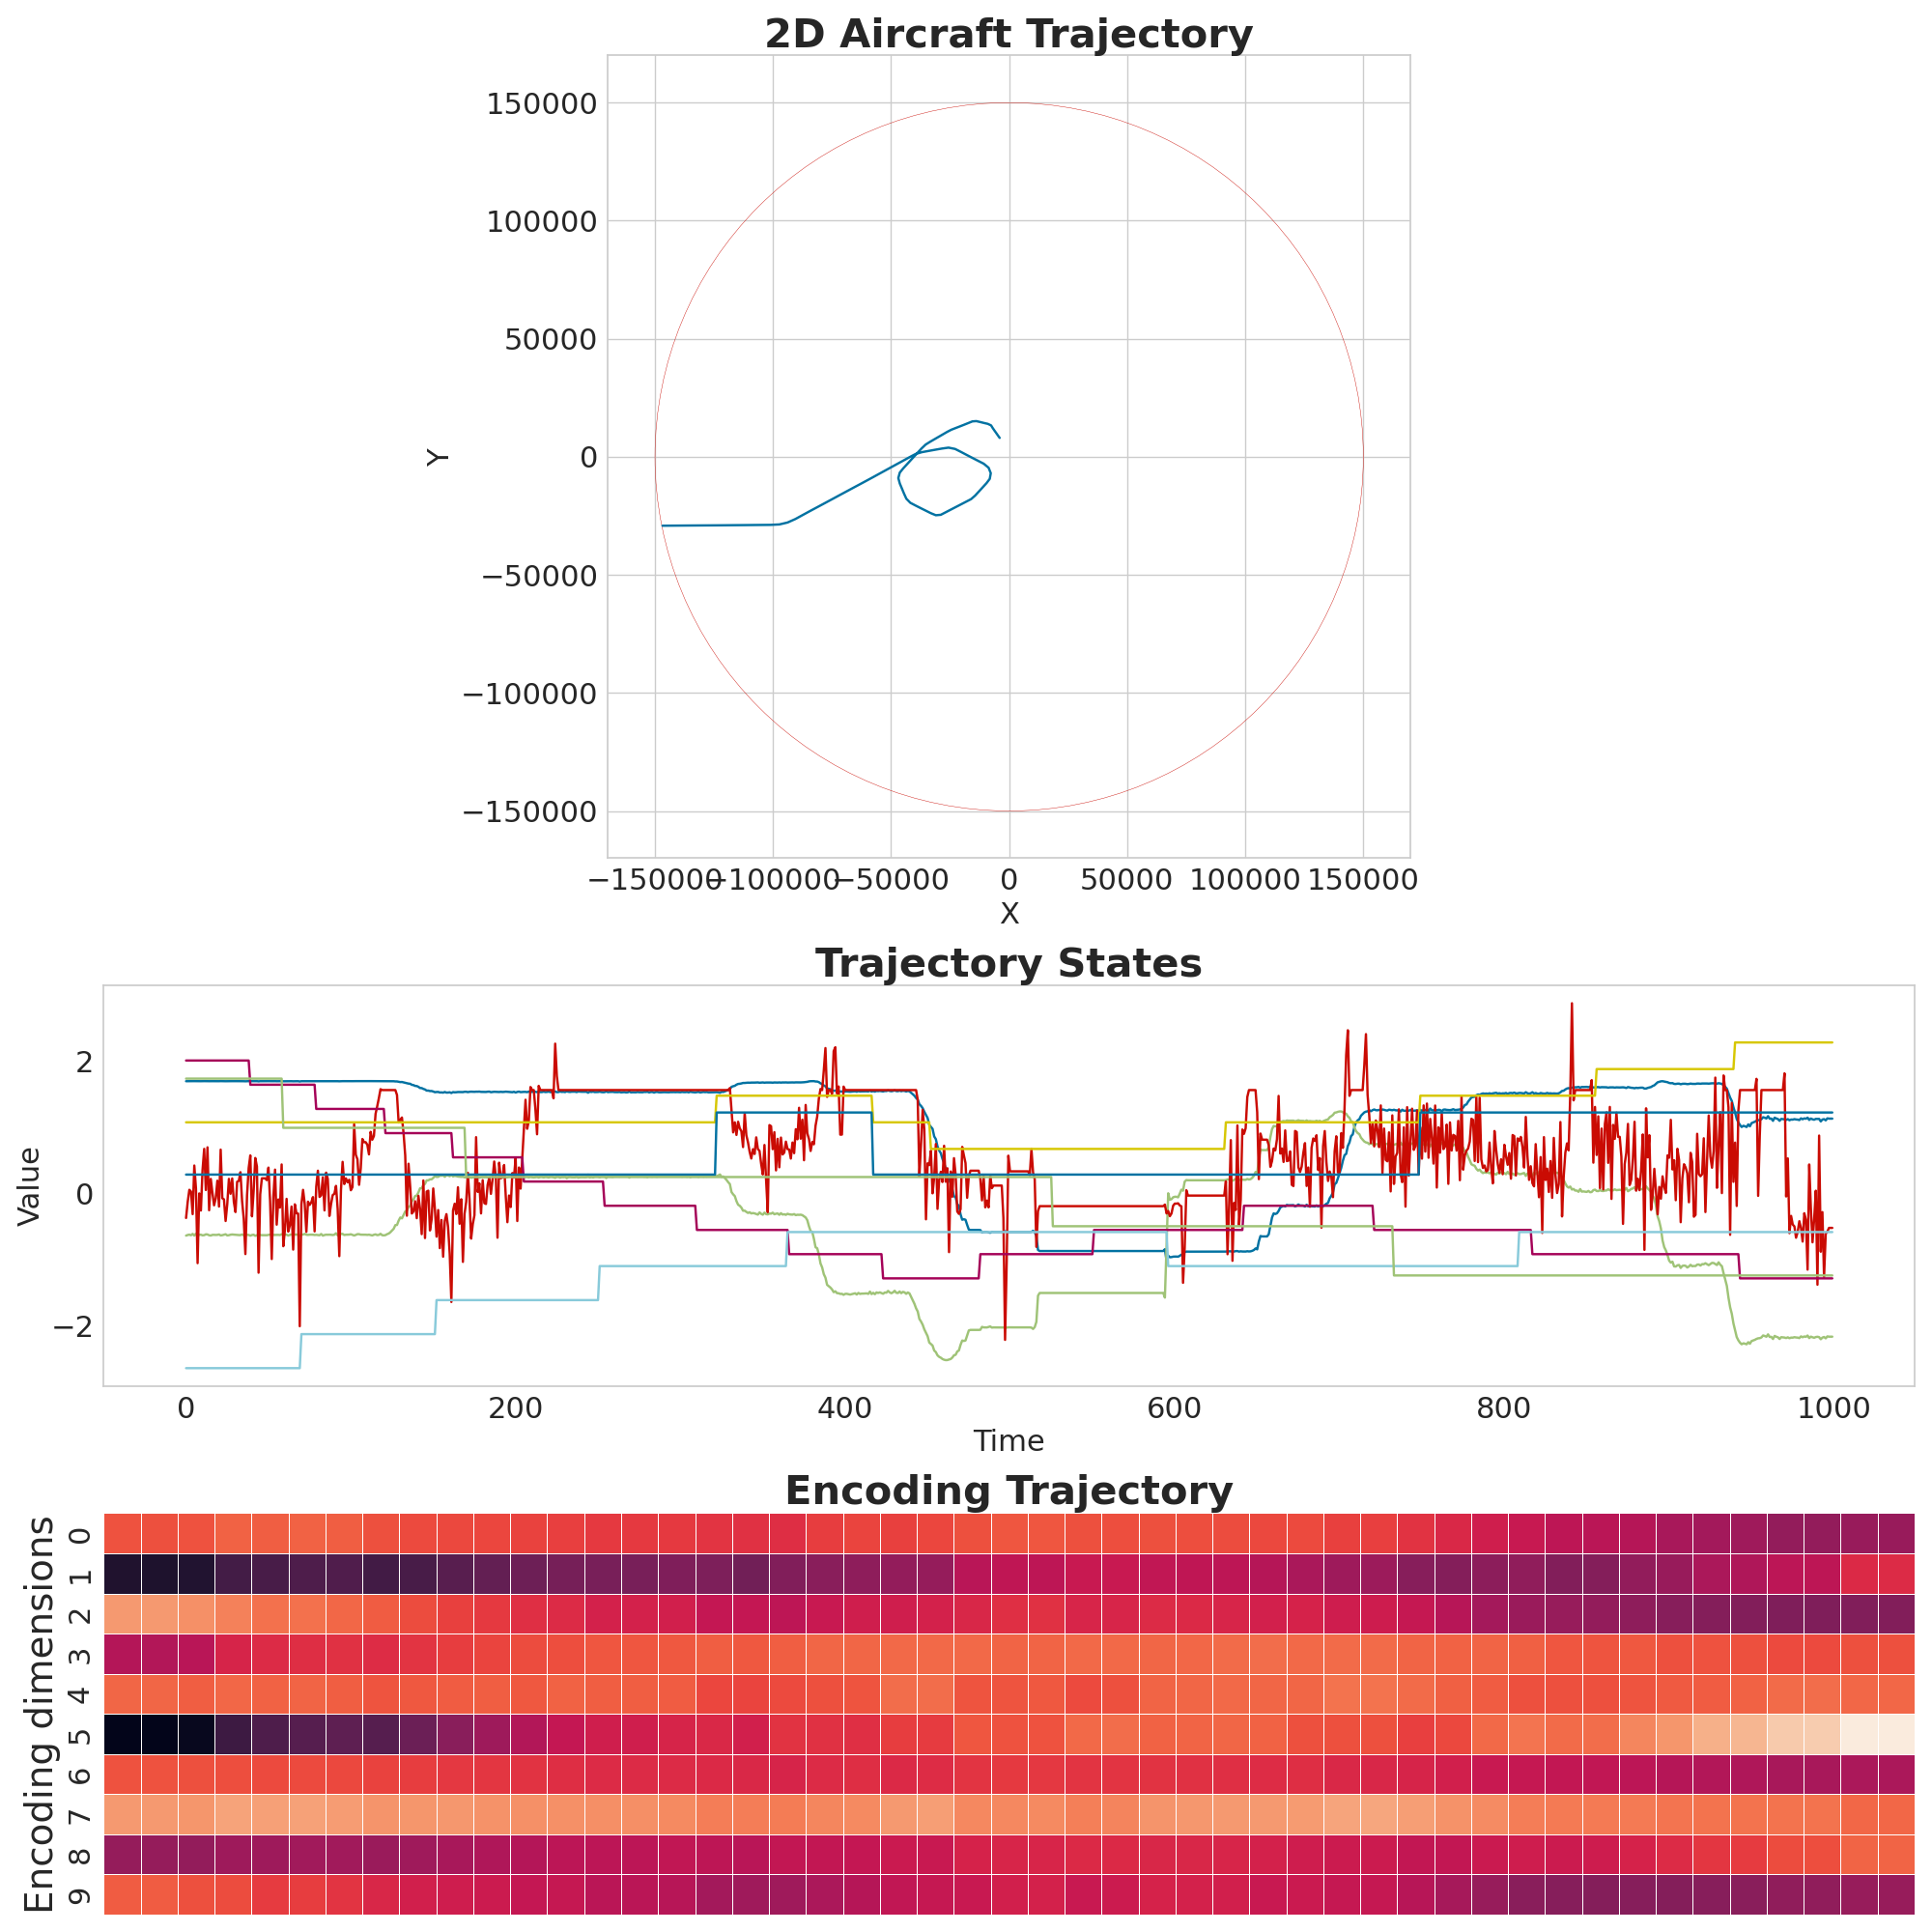 2D Aircraft Trajectory
150000
100000
50000
0
−50000
−100000
−150000
Y
−150000 −100000 −50000 0 50000 100000 150000
X
Trajectory States
2
0
−2
Value
0 200 400 600 800 1000
Time
Encoding Trajectory
0
1
2
3
4
5
6
7
8
9
Encoding dimensions